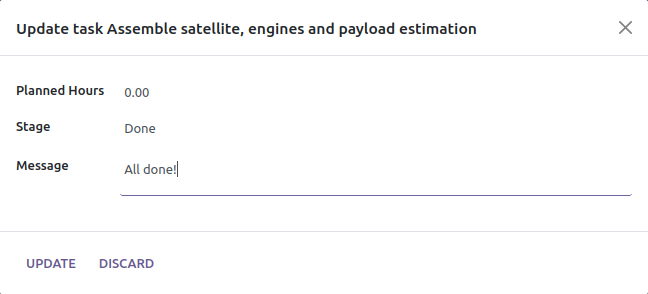 Update task Assemble satellite, engines and payload estimation
Planned Hours 0.00
Stage Done
Message All done!
UPDATE DISCARD